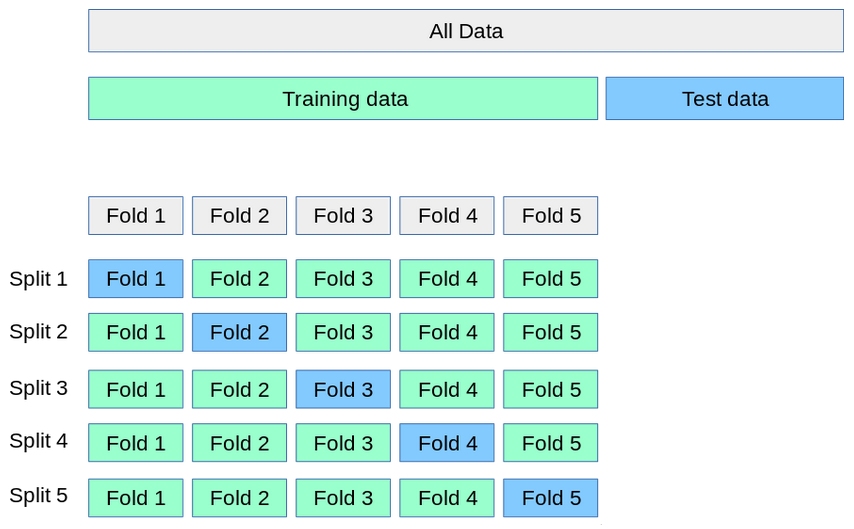 All Data
Training data Test data
Fold 1 Fold 2 Fold 3 Fold 4 Fold 5
Split 1 Fold 1 Fold 2 Fold 3 Fold 4 Fold 5
Split 2 Fold 1 Fold 2 Fold 3 Fold 4 Fold 5
Split 3 Fold 1 Fold 2 Fold 3 Fold 4 Fold 5
Split 4 Fold 1 Fold 2 Fold 3 Fold 4 Fold 5
Split 5 Fold 1 Fold 2 Fold 3 Fold 4 Fold 5